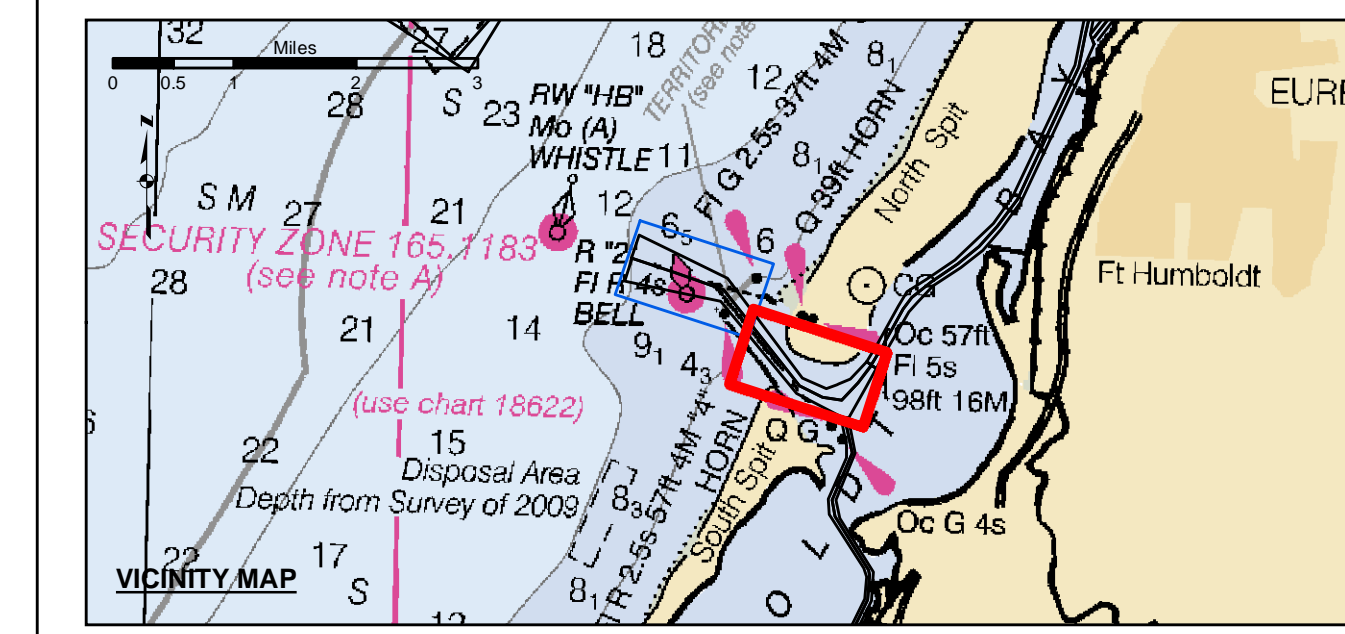 32
27
18
Miles
0 0.5 1 2 3
28
S
23
RW "HB"
Mo (A)
WHISTLE
11
12
TERRITORI
(see note
Fl G 2.5s 37ft 4M
8₁
8₁
Q 39ft HORN
North Spit
B A Y
EURE
N
S M
27
21
12
6₅
6
SECURITY ZONE 165.1183
(see note A)
28
R "2
Fl R 4s
BELL
CG
Ft Humboldt
21
14
9₁
4₃
Oc 57ft
Fl 5s
98ft 16M
(use chart 18622)
22
15
Disposal Area
Depth from Survey of 2009
8₃
Fl R 2.5s 57ft 4M "4"
HORN
South Spit
Q G
Oc G 4s
O L D T
22
17
S
8₁
VICINITY MAP